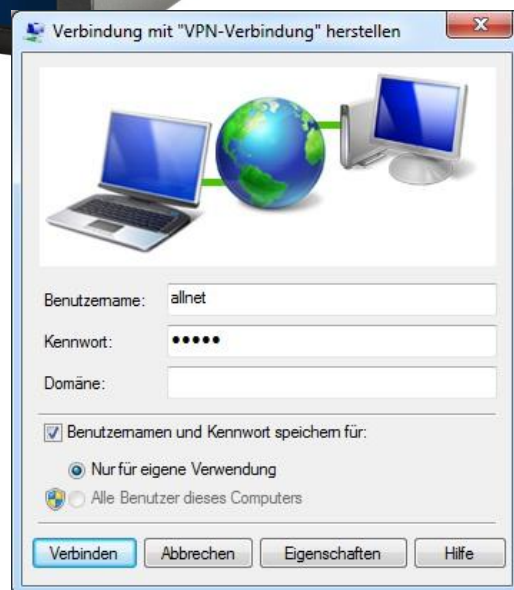 Verbindung mit "VPN-Verbindung" herstellen
Benutzername: allnet
Kennwort: •••••
Domäne:
Benutzernamen und Kennwort speichern für:
Nur für eigene Verwendung
Alle Benutzer dieses Computers
Verbinden Abbrechen Eigenschaften Hilfe